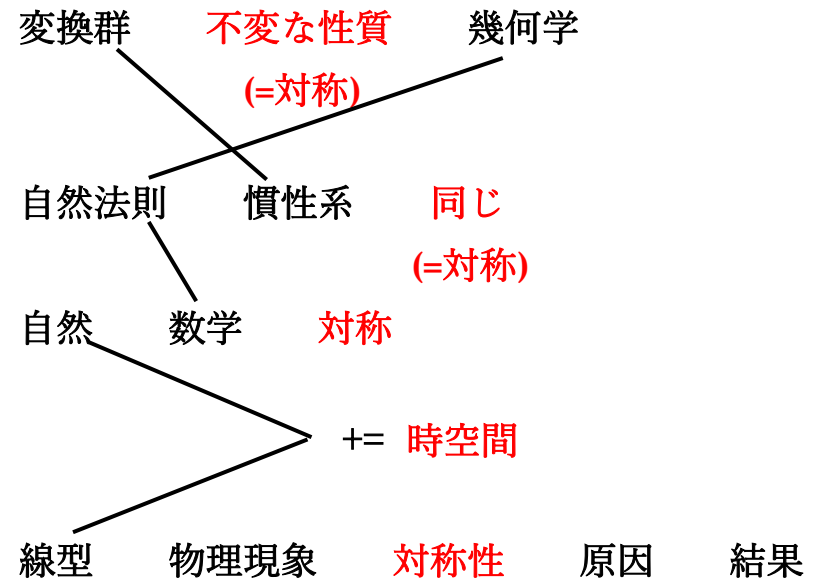 変換群 不変な性質 幾何学
(=対称)
自然法則 慣性系 同じ
(=対称)
自然 数学 対称
+= 時空間
線型 物理現象 対称性 原因 結果